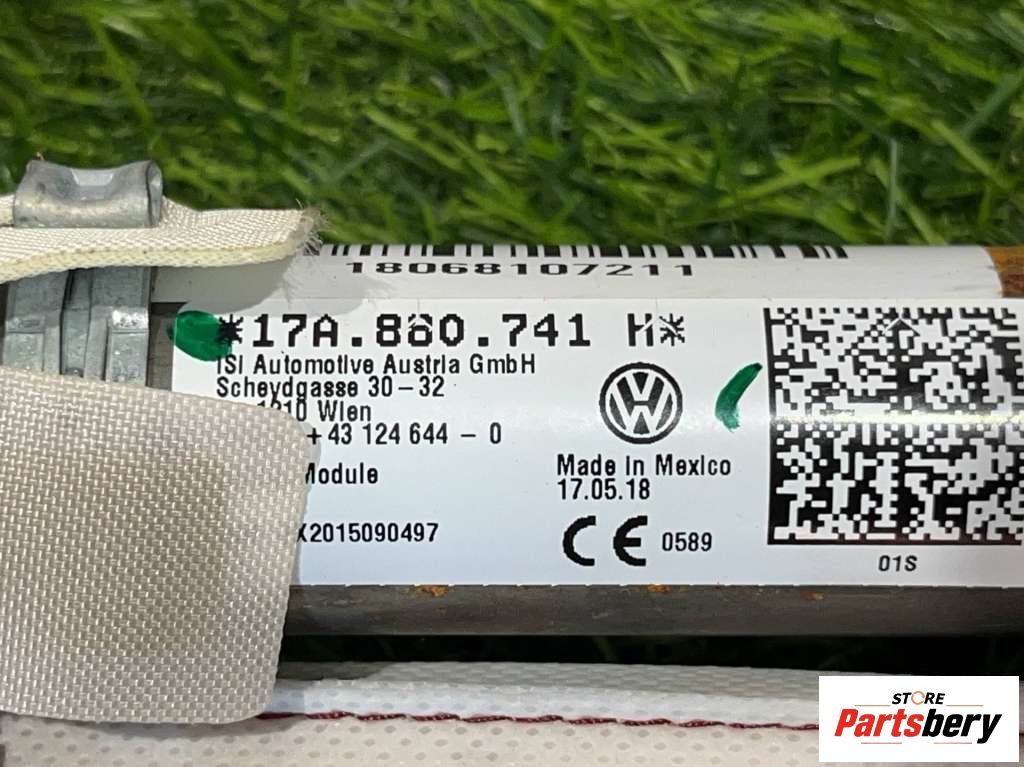 18068107211
*17A.880.741 H*
iSi Automotive Austria GmbH
Scheydgasse 30-32
1210 Wien
+ 43 124 644 - 0
Module
X2015090497
Made in Mexico
17.05.18
CE 0589
01S
STORE
Partsbery